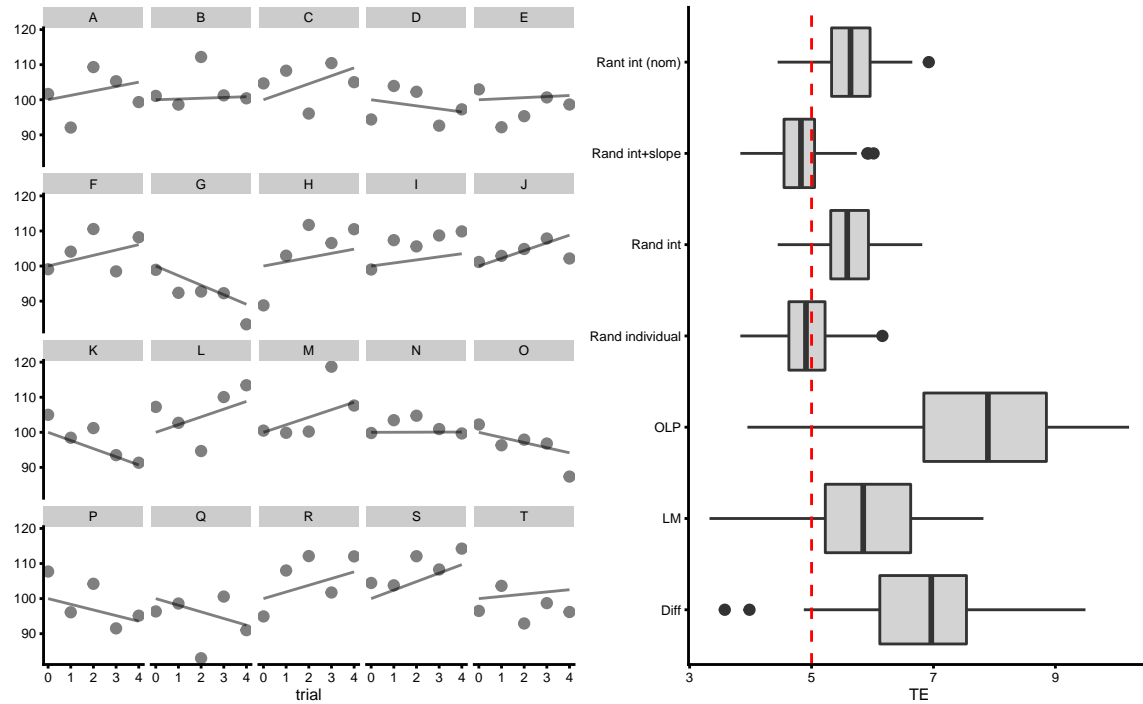 A B C D E
120
110
100
90
F G H I J
120
110
100
90
K L M N O
120
110
100
90
P Q R S T
120
110
100
90
0 1 2 3 4 0 1 2 3 4 0 1 2 3 4 0 1 2 3 4 0 1 2 3 4
trial
Rant int (nom)
Rand int+slope
Rand int
Rand individual
OLP
LM
Diff
3 5 7 9
TE